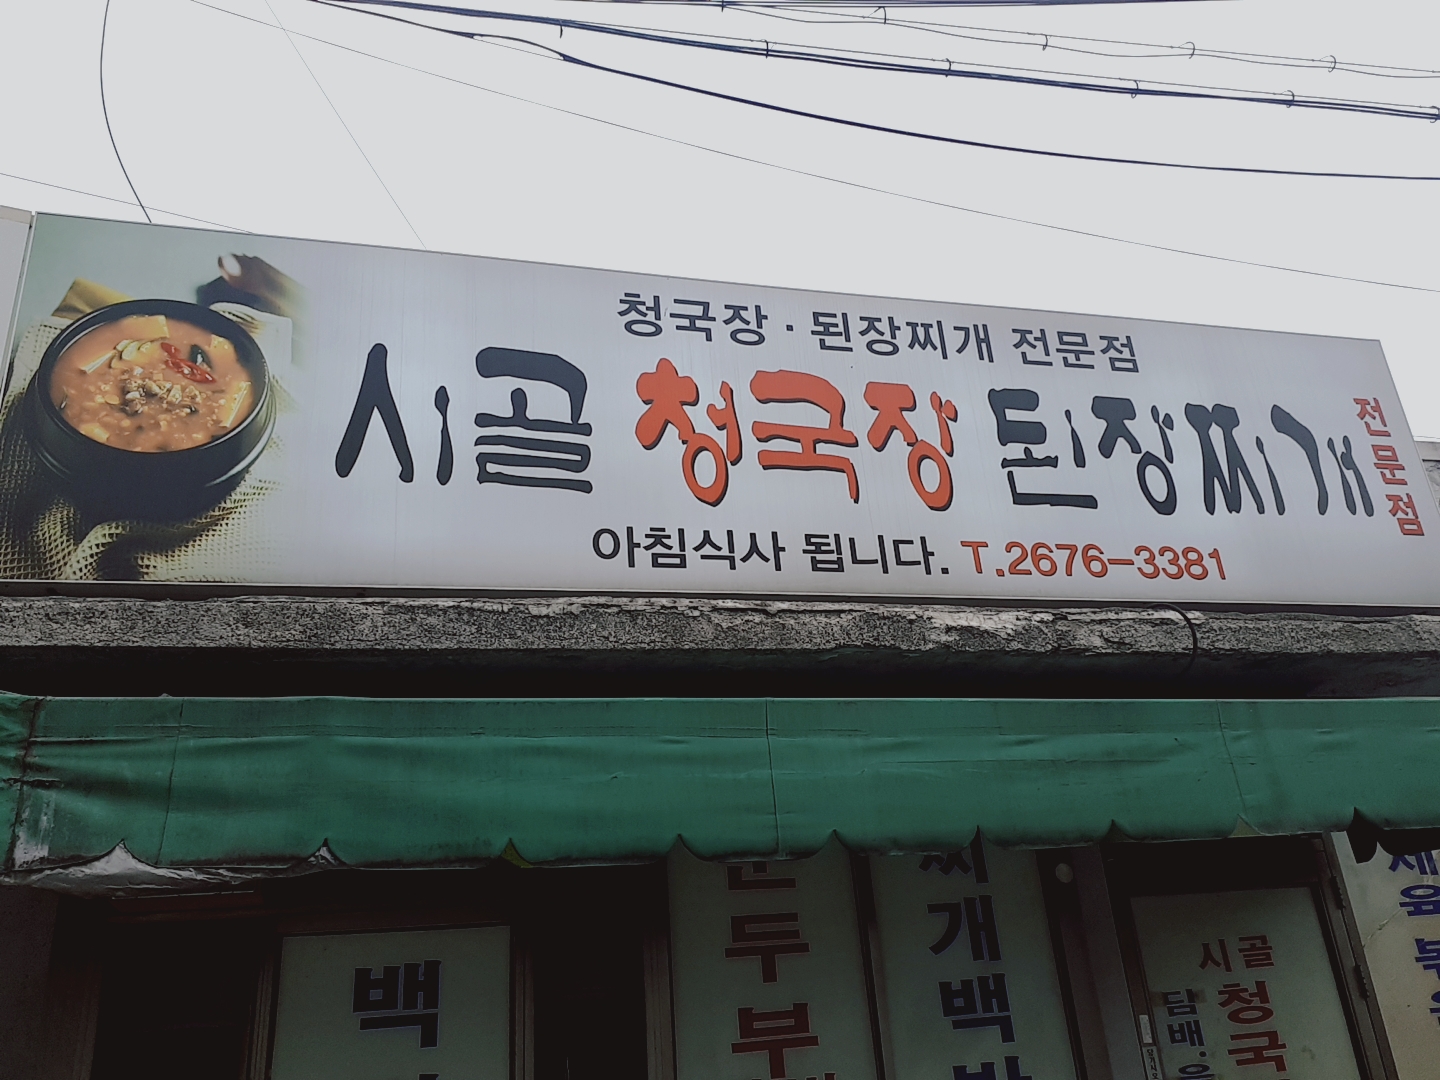 청국장·된장찌개 전문점
시골 청국장 된장찌개
전문점
아침식사 됩니다. T.2676-3381
백
두부
찌개백
시골
청국
담배